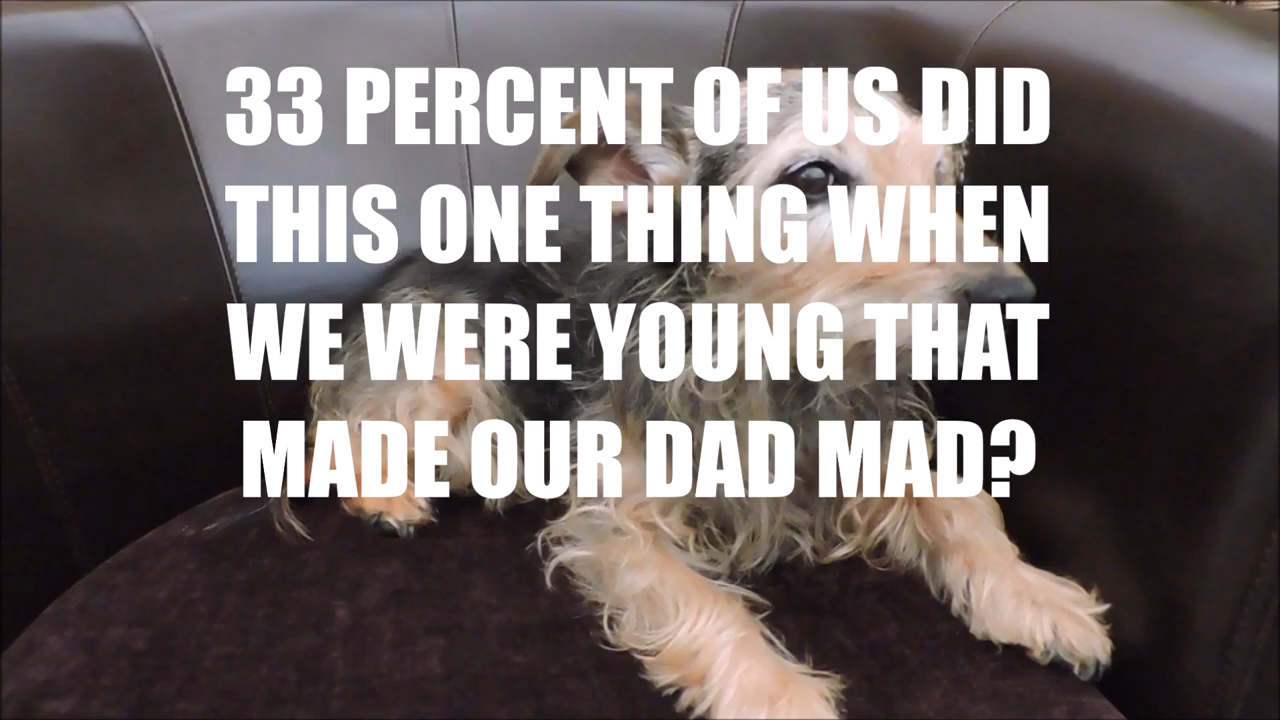 33 PERCENT OF US DID
THIS ONE THING WHEN
WE WERE YOUNG THAT
MADE OUR DAD MAD?